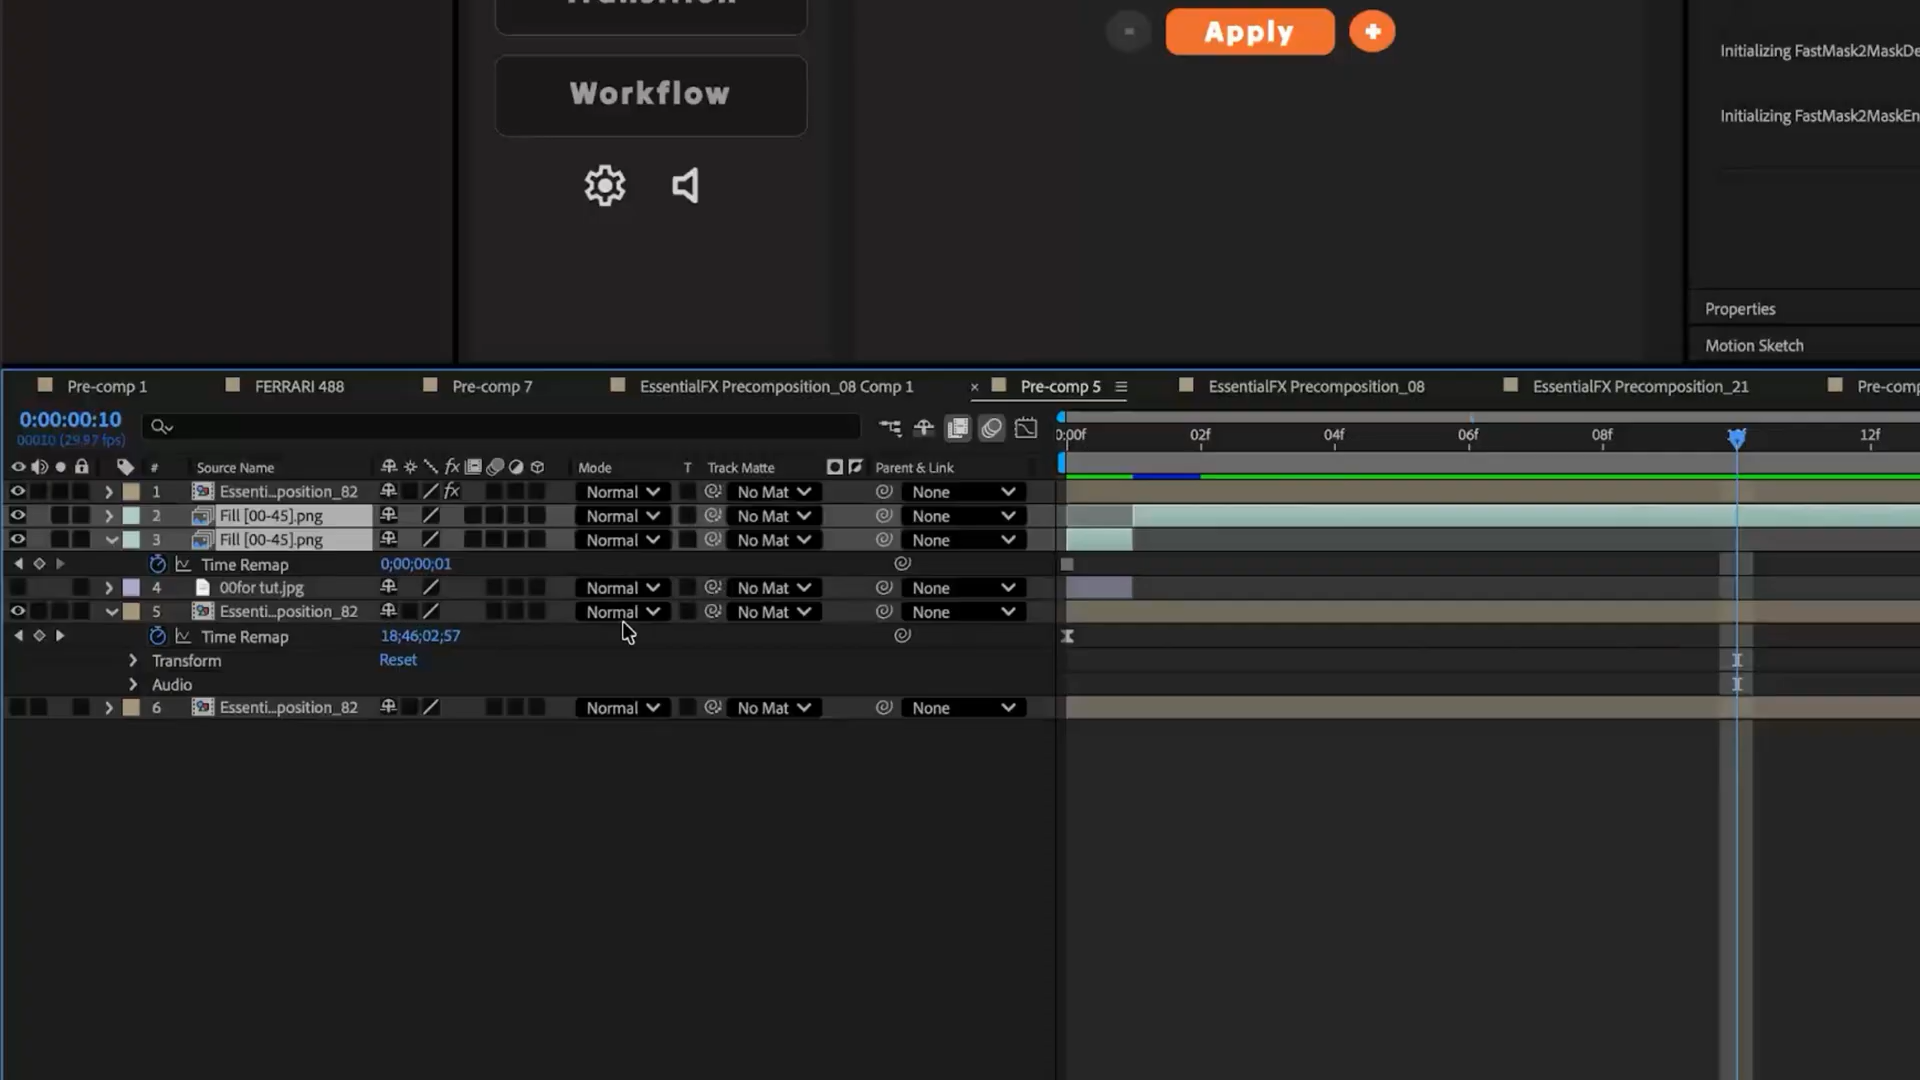 Transition
Workflow
- Apply +
Initializing FastMask2MaskDe
Initializing FastMask2MaskEn
Properties
Motion Sketch
Pre-comp 1 FERRARI 488 Pre-comp 7 EssentialFX Precomposition_08 Comp 1 × Pre-comp 5 EssentialFX Precomposition_08 EssentialFX Precomposition_21 Pre-comp
0:00:00:10
00010 (29.97 fps)
0:00f 02f 04f 06f 08f 10f 12f
# Source Name fx Mode T Track Matte Parent & Link
1 Essenti...position_82 fx Normal No Mat None
2 Fill [00-45].png Normal No Mat None
3 Fill [00-45].png Normal No Mat None
Time Remap 0;00;00;01
4 00for tut.jpg Normal No Mat None
5 Essenti...position_82 Normal No Mat None
Time Remap 18;46;02;57
Transform Reset
Audio
6 Essenti...position_82 Normal No Mat None